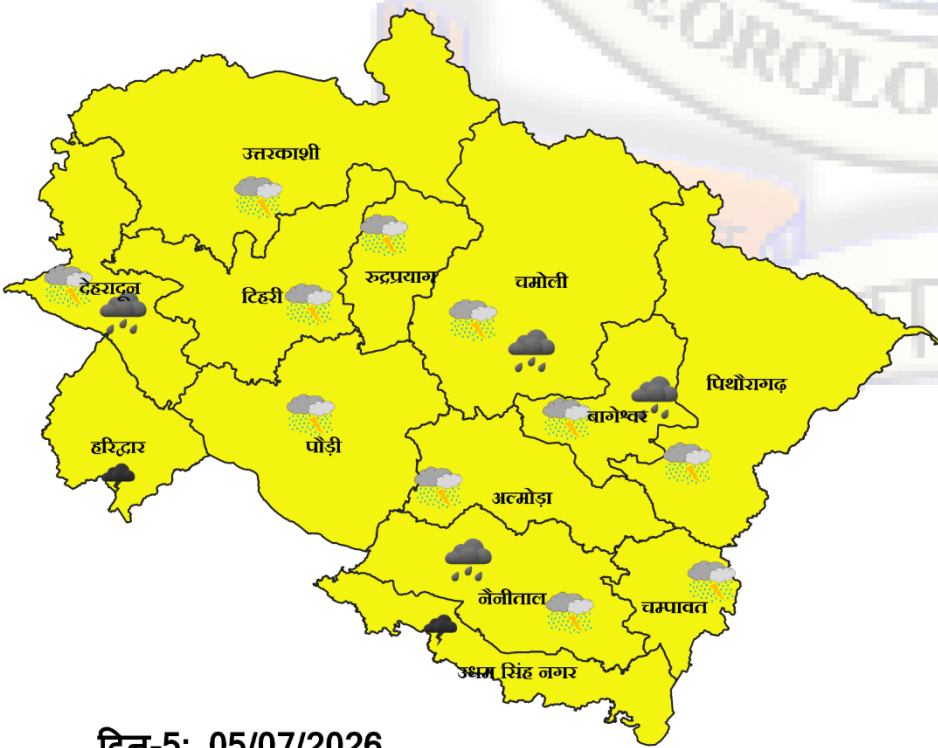 उत्तरकाशी
रुद्रप्रयाग
चमोली
देहरादून
टिहरी
पिथौरागढ़
बागेश्वर
हरिद्वार
पौड़ी
अल्मोड़ा
नैनीताल
चम्पावत
उधम सिंह नगर
दिन-5: 05/07/2026